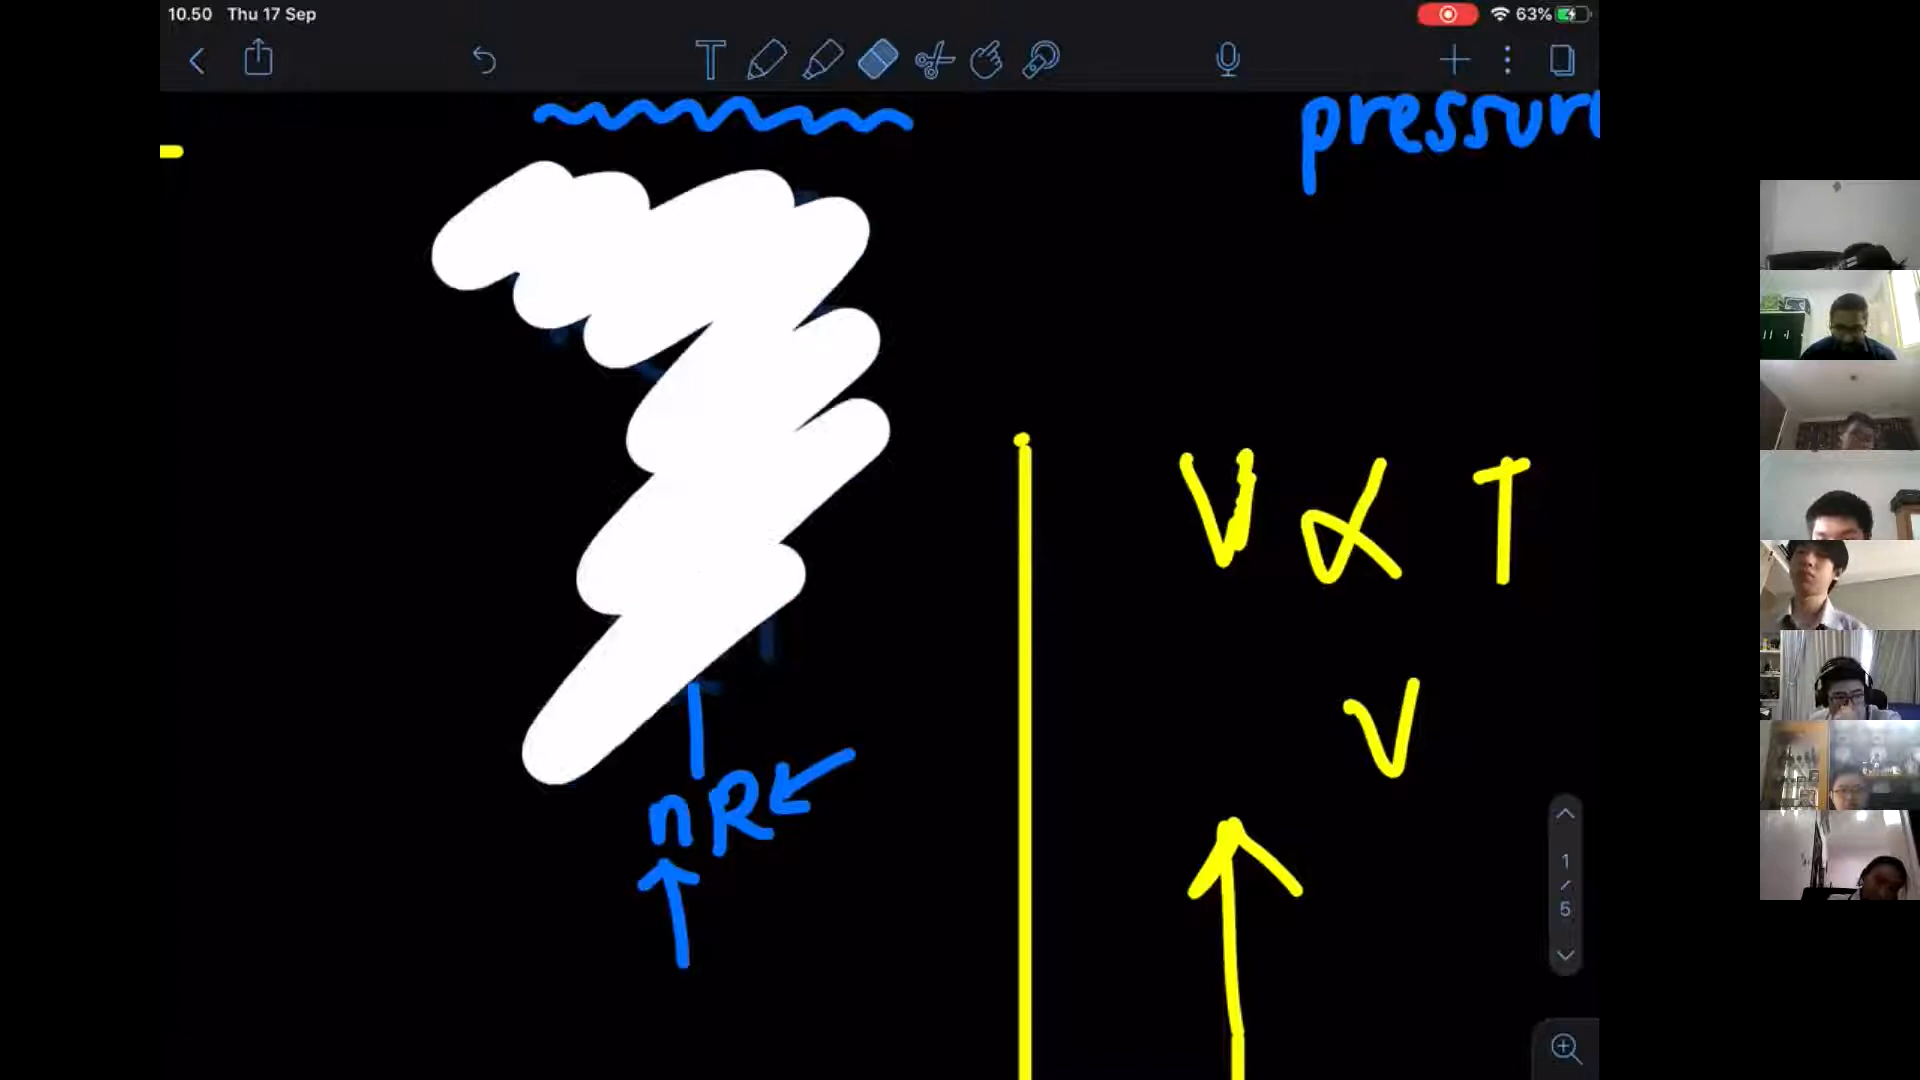 10.50 Thu 17 Sep
63%
T
pressur
V ∝ T
V
nR
1
/
5